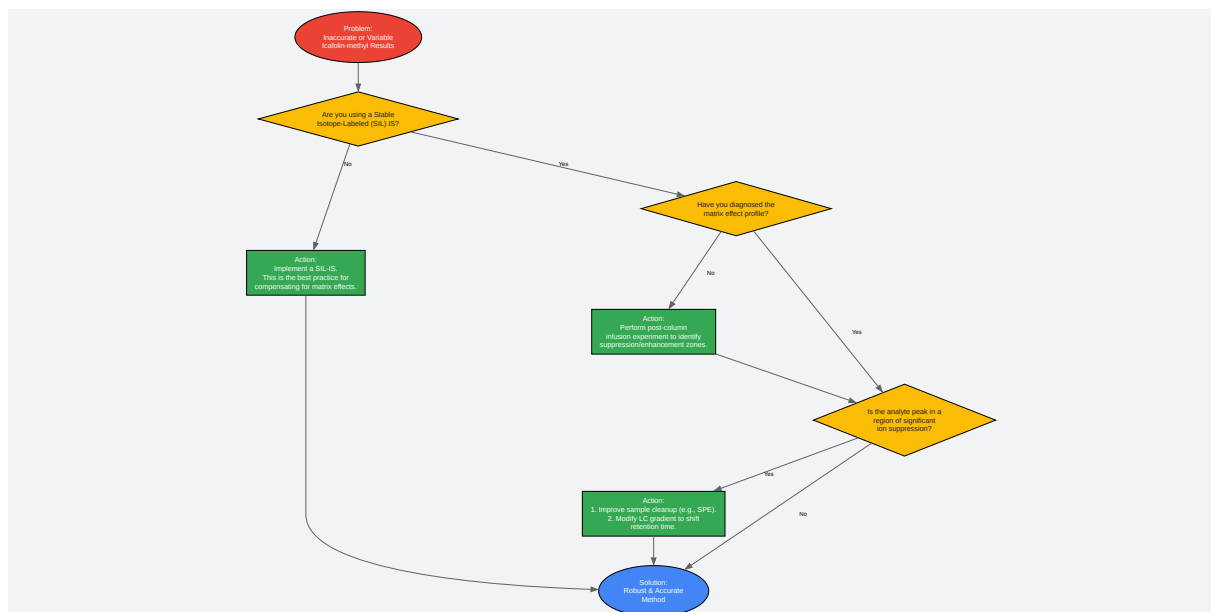 Problem:
Inaccurate or Variable
Icafolin-methyl Results
Are you using a Stable
Isotope-Labeled (SIL) IS?
No
Yes
Have you diagnosed the
matrix effect profile?
Action:
Implement a SIL-IS.
This is the best practice for
compensating for matrix effects.
No
Action:
Perform post-column
infusion experiment to identify
suppression/enhancement zones.
Yes
Is the analyte peak in a
region of significant
ion suppression?
Yes
Action:
1. Improve sample cleanup (e.g., SPE).
2. Modify LC gradient to shift
retention time.
No
Solution:
Robust & Accurate
Method